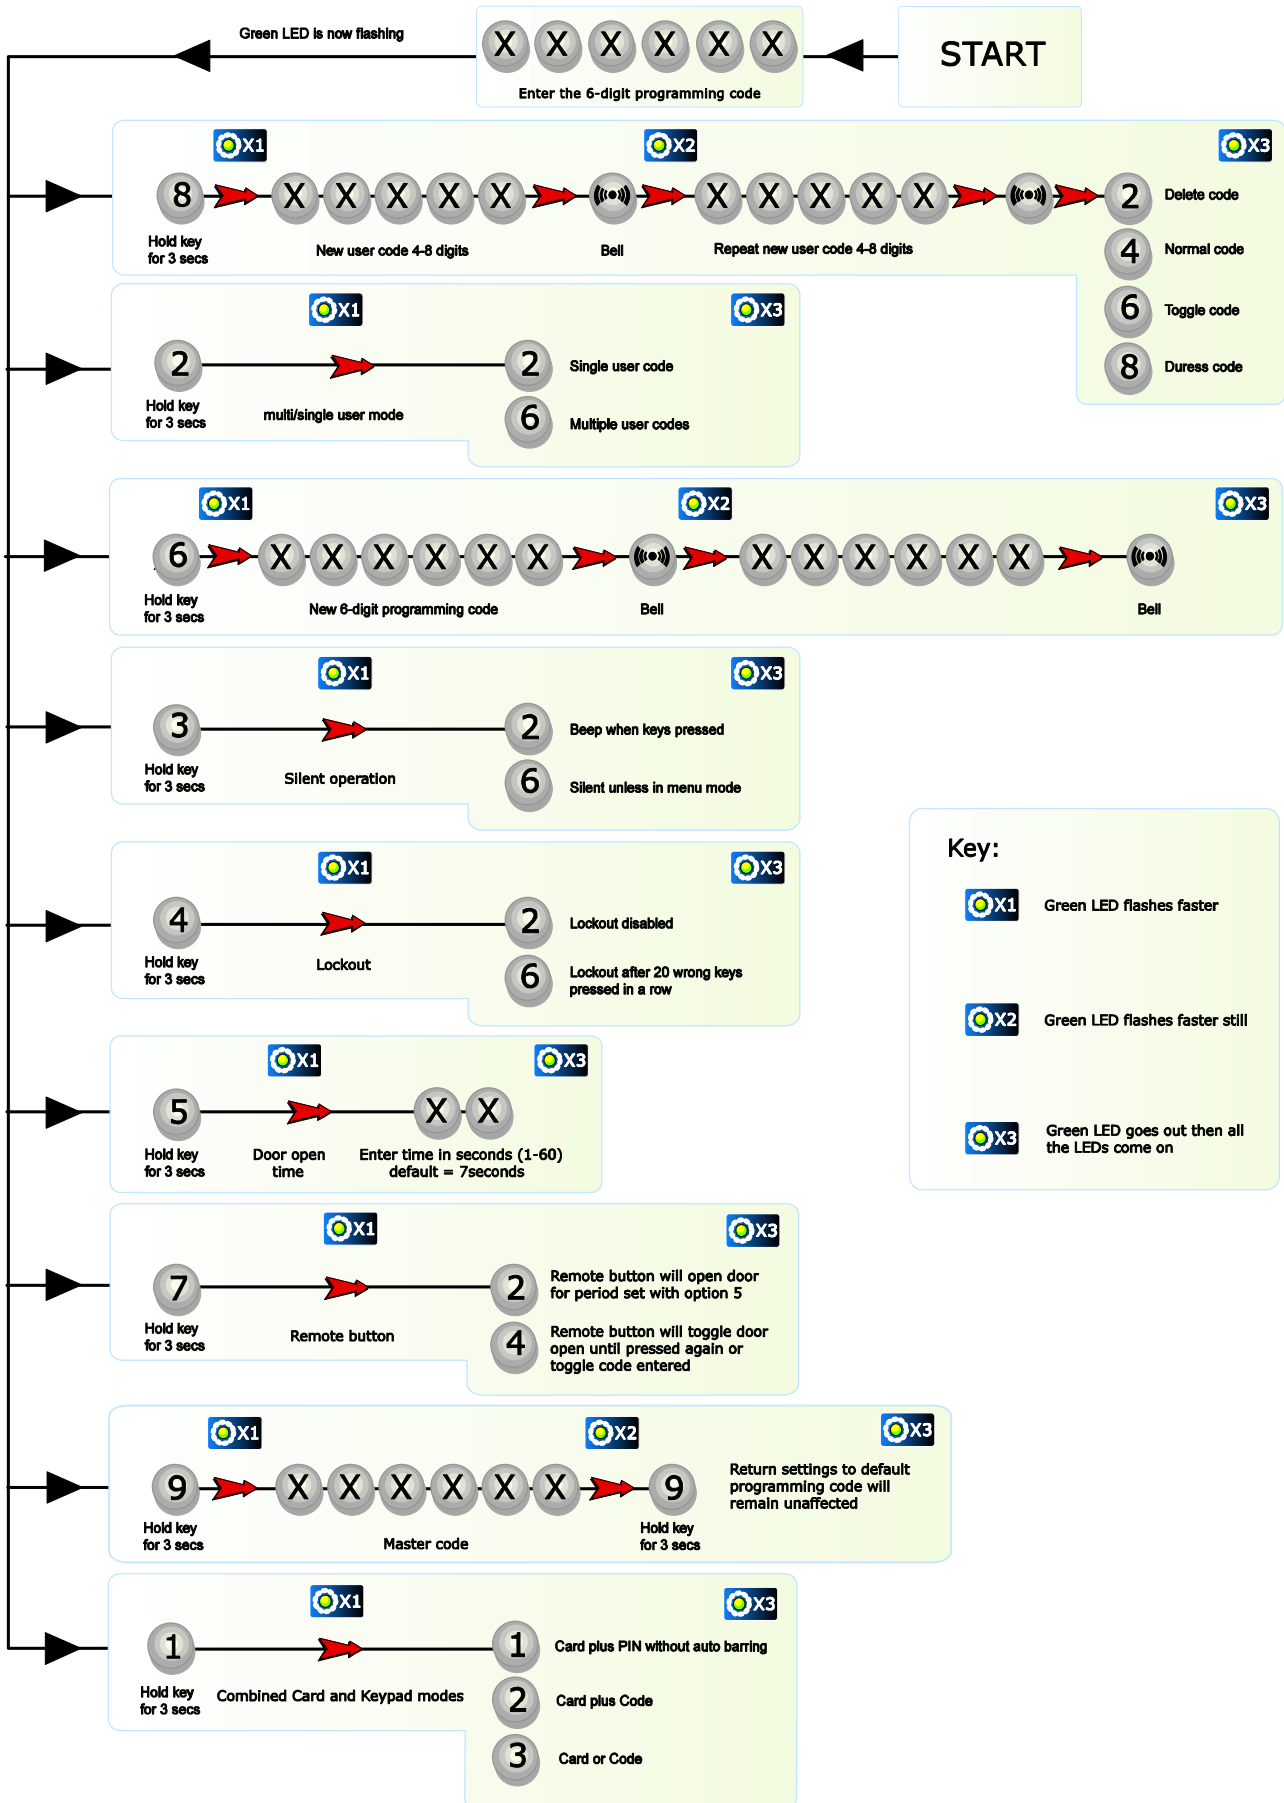 Green LED is now flashing
X X X X X X
START
Enter the 6-digit programming code
X1
X2
X3
8
X X X X X
X X X X X
2
Delete code
Hold key
for 3 secs
New user code 4-8 digits
Bell
Repeat new user code 4-8 digits
4
Normal code
6
Toggle code
8
Duress code
X1
X3
2
2
Single user code
Hold key
for 3 secs
multi/single user mode
6
Multiple user codes
X1
X2
X3
6
X X X X X X
X X X X X X
Hold key
for 3 secs
New 6-digit programming code
Bell
Bell
X1
X3
3
2
Beep when keys pressed
Hold key
for 3 secs
Silent operation
6
Silent unless in menu mode
X1
X3
4
2
Lockout disabled
Hold key
for 3 secs
Lockout
6
Lockout after 20 wrong keys
pressed in a row
Key:
X1
Green LED flashes faster
X2
Green LED flashes faster still
X3
Green LED goes out then all
the LEDs come on
X1
X3
5
X X
Hold key
for 3 secs
Door open
time
Enter time in seconds (1-60)
default = 7seconds
X1
X3
7
2
Remote button will open door
for period set with option 5
Hold key
for 3 secs
Remote button
4
Remote button will toggle door
open until pressed again or
toggle code entered
X1
X2
X3
9
X X X X X X
9
Return settings to default
programming code will
remain unaffected
Hold key
for 3 secs
Master code
Hold key
for 3 secs
X1
X3
1
1
Card plus PIN without auto barring
Hold key
for 3 secs
Combined Card and Keypad modes
2
Card plus Code
3
Card or Code